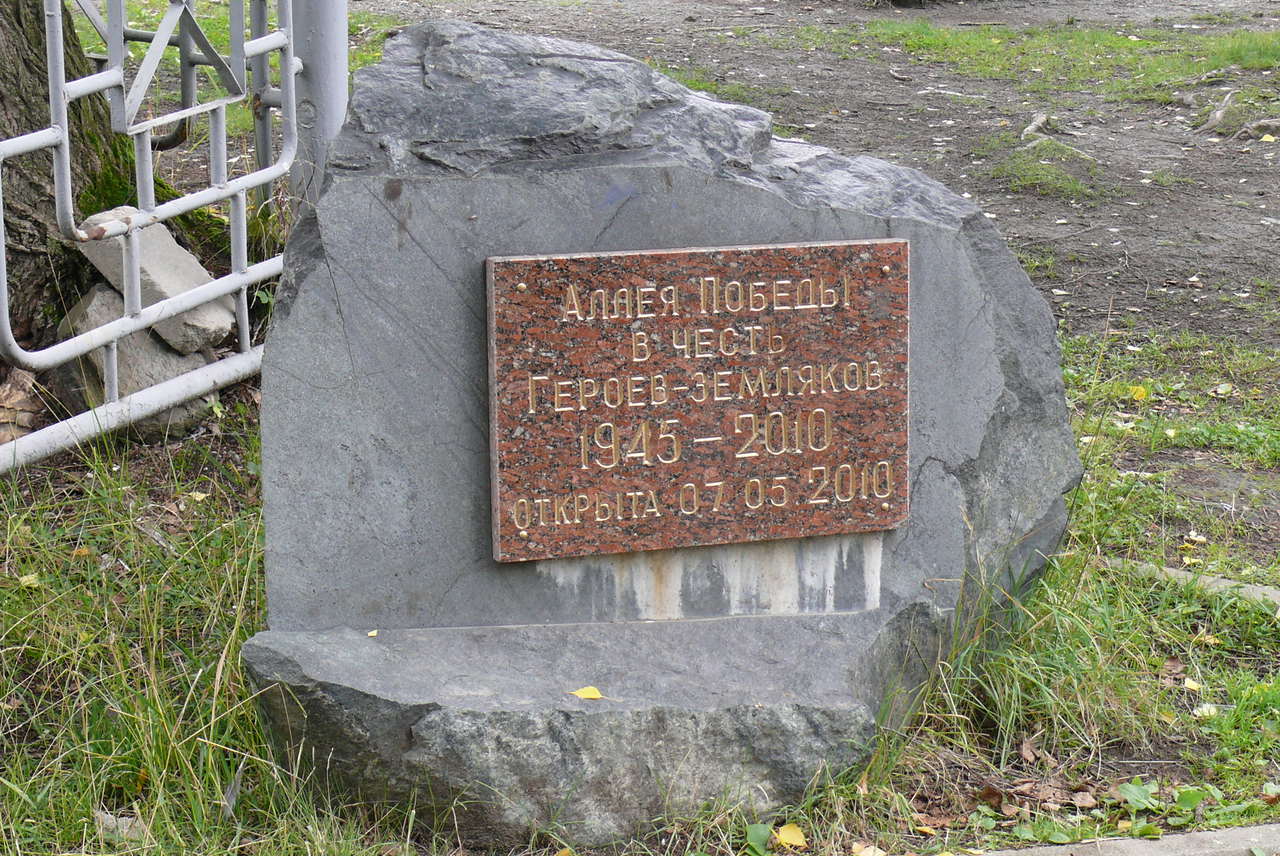 Аллея Победы
в честь
Героев-земляков
1945 – 2010
открыта 07 05 2010